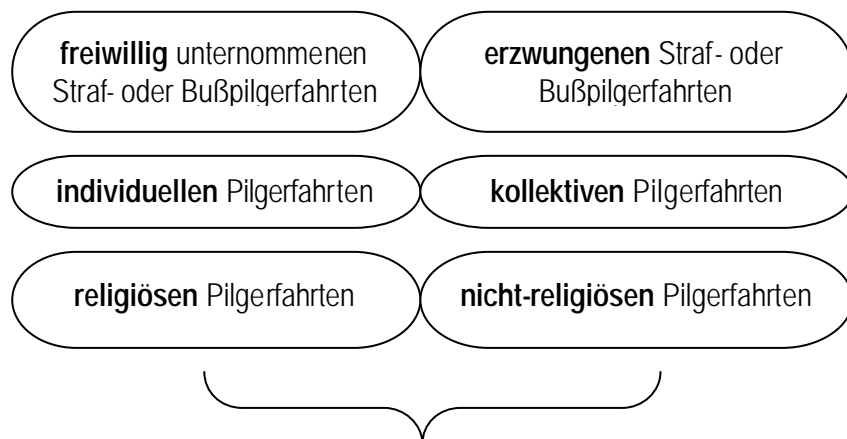 freiwillig unternommenen
Straf- oder Bußpilgerfahrten
erzwungenen Straf- oder
Bußpilgerfahrten
individuellen Pilgerfahrten
kollektiven Pilgerfahrten
religiösen Pilgerfahrten
nicht-religiösen Pilgerfahrten